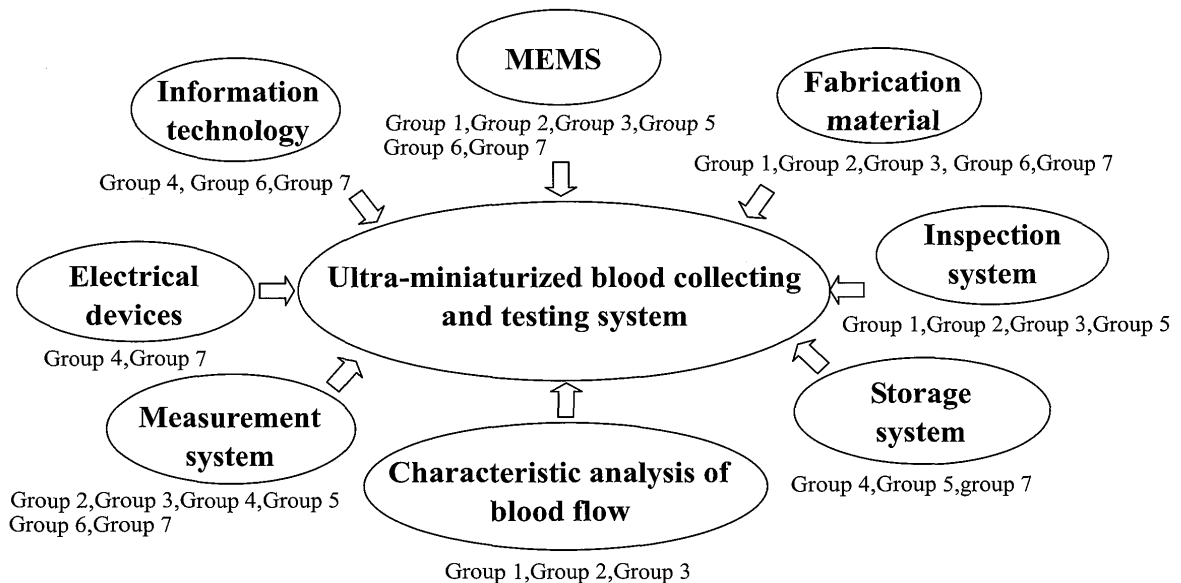 MEMS
Group 1,Group 2,Group 3,Group 5
Group 6,Group 7
Information
technology
Group 4, Group 6,Group 7
Fabrication
material
Group 1,Group 2,Group 3, Group 6,Group 7
Electrical
devices
Group 4,Group 7
Ultra-miniaturized blood collecting
and testing system
Inspection
system
Group 1,Group 2,Group 3,Group 5
Measurement
system
Group 2,Group 3,Group 4,Group 5
Group 6,Group 7
Characteristic analysis of
blood flow
Group 1,Group 2,Group 3
Storage
system
Group 4,Group 5,group 7